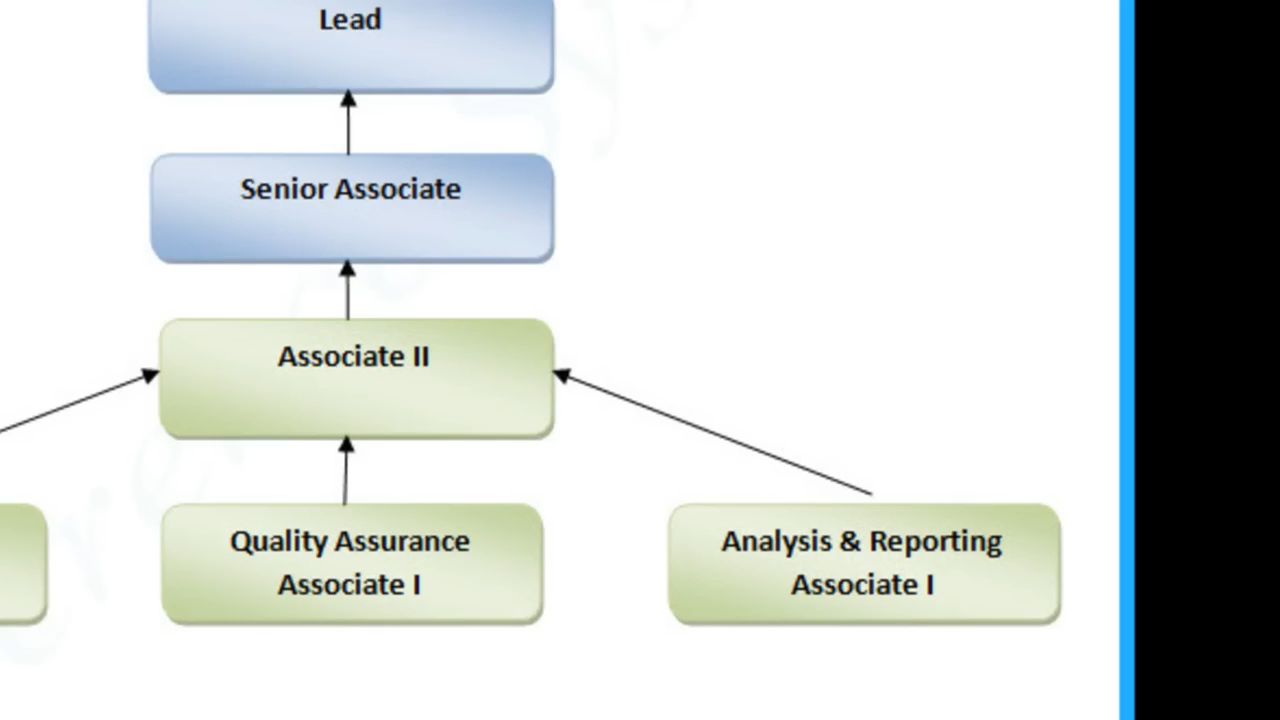 Lead
Senior Associate
Associate II
Quality Assurance
Associate I
Analysis & Reporting
Associate I